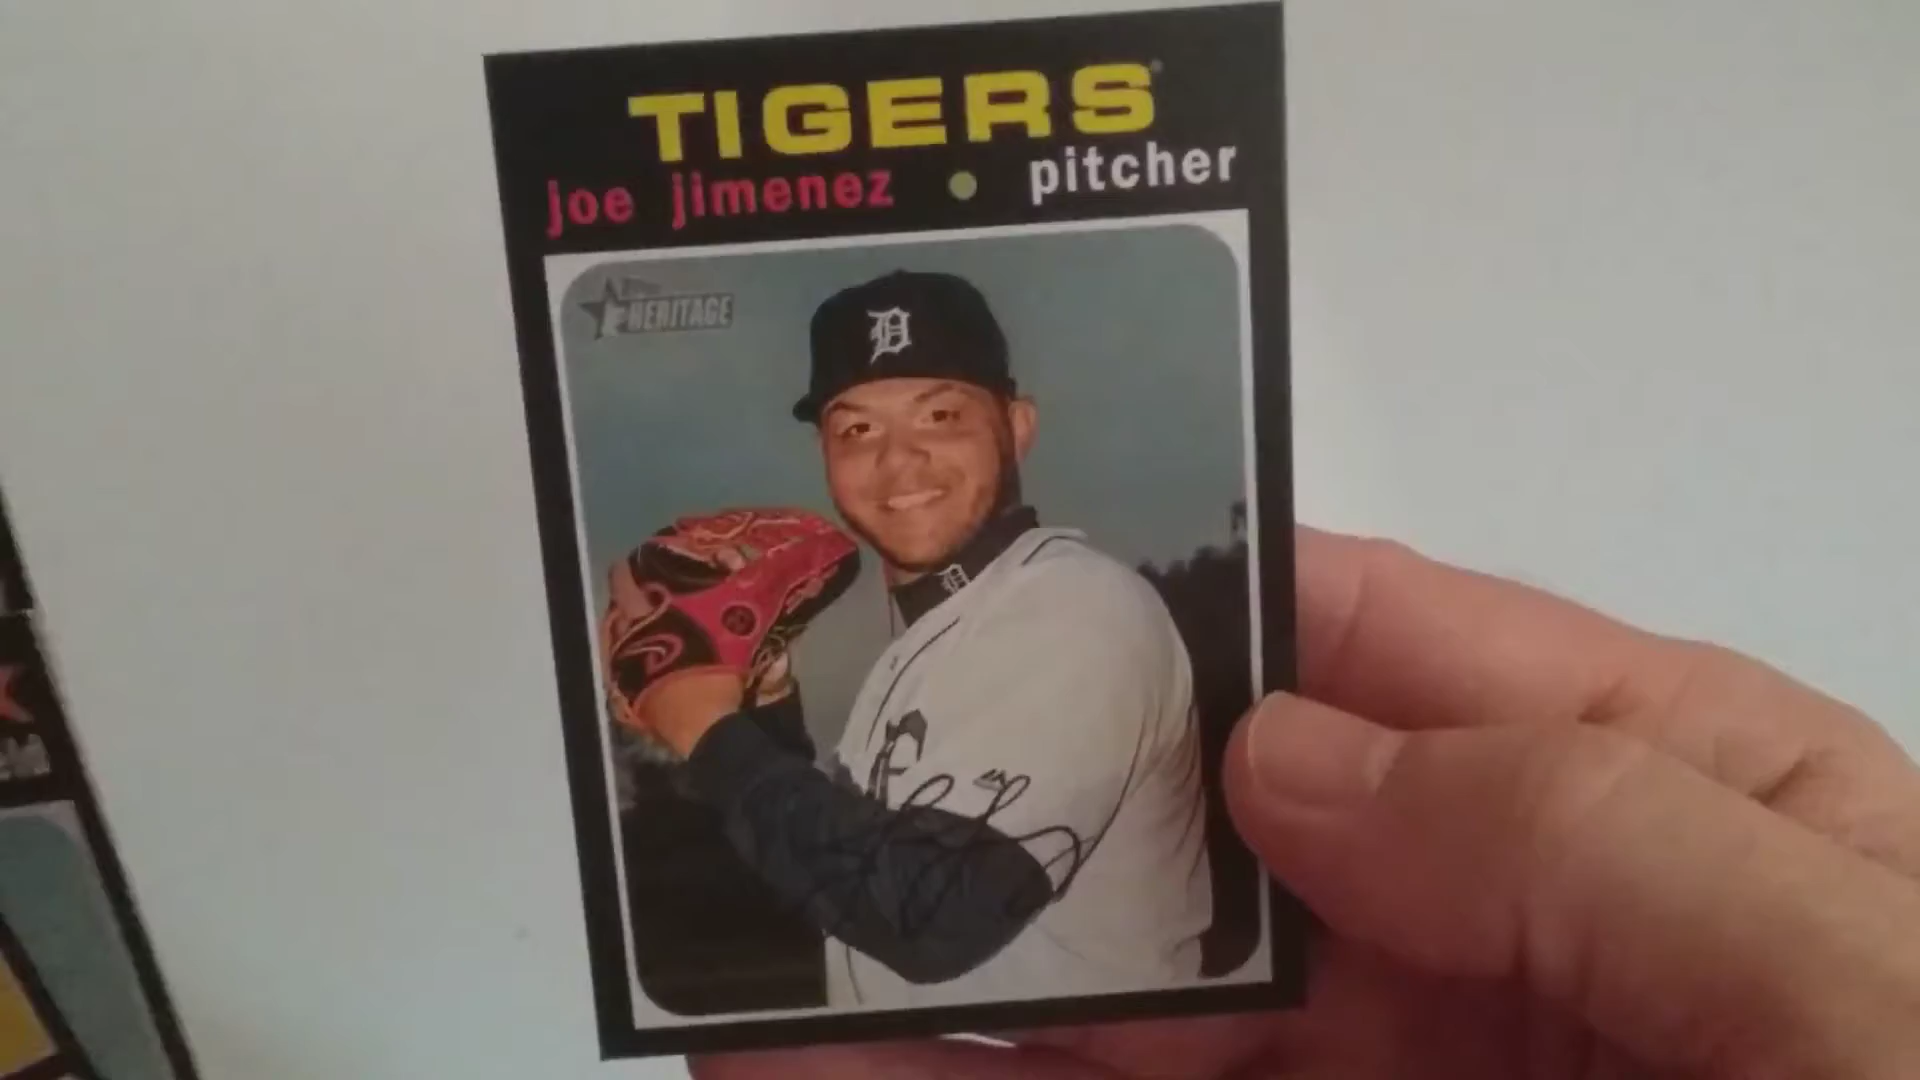 TIGERS
joe jimenez • pitcher
HERITAGE
D
D